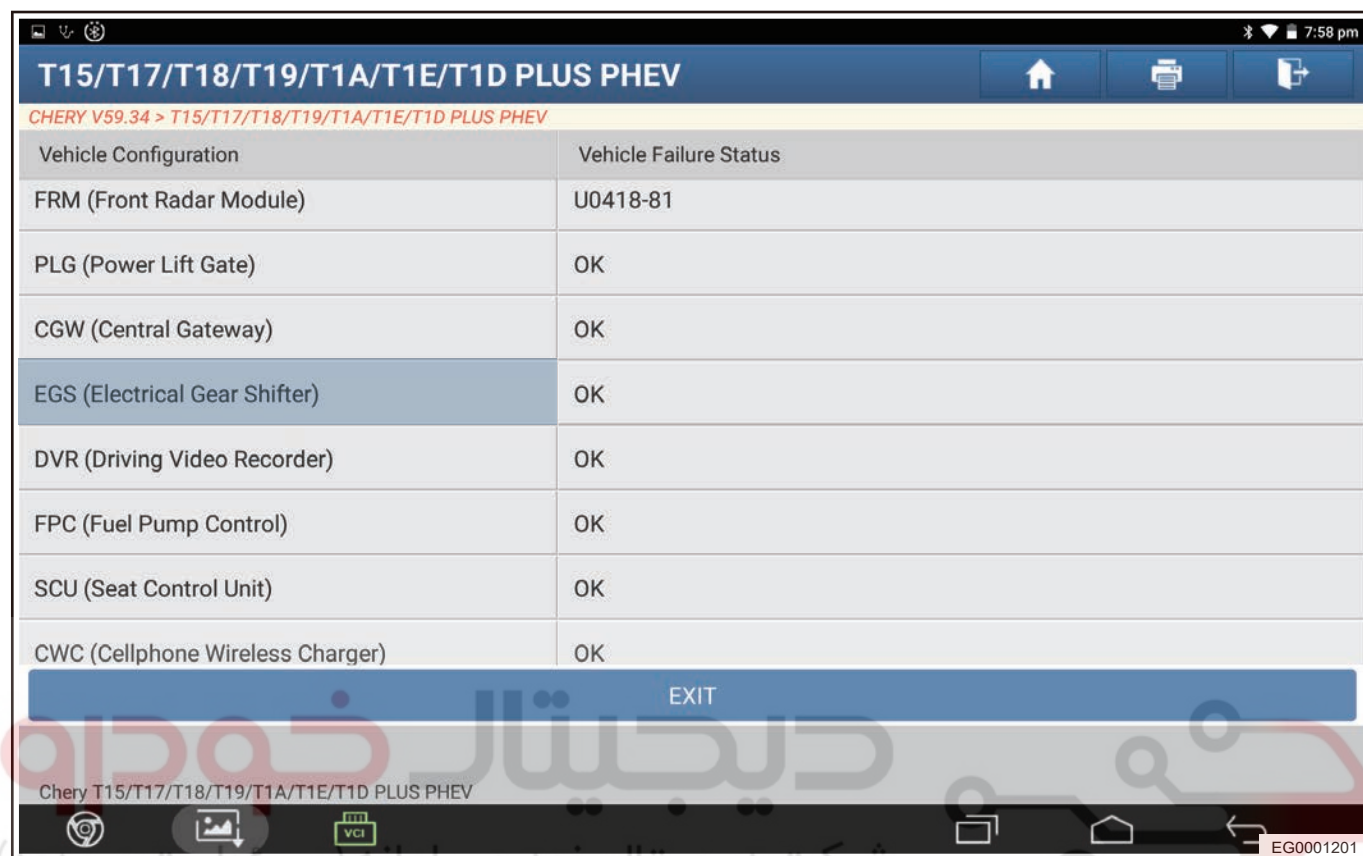 7:58 pm
T15/T17/T18/T19/T1A/T1E/T1D PLUS PHEV
CHERY V59.34 > T15/T17/T18/T19/T1A/T1E/T1D PLUS PHEV
Vehicle Configuration Vehicle Failure Status
FRM (Front Radar Module) U0418-81
PLG (Power Lift Gate) OK
CGW (Central Gateway) OK
EGS (Electrical Gear Shifter) OK
DVR (Driving Video Recorder) OK
FPC (Fuel Pump Control) OK
SCU (Seat Control Unit) OK
CWC (Cellphone Wireless Charger) OK
EXIT
دیجیتال خودرو
Chery T15/T17/T18/T19/T1A/T1E/T1D PLUS PHEV
VCI
EG0001201